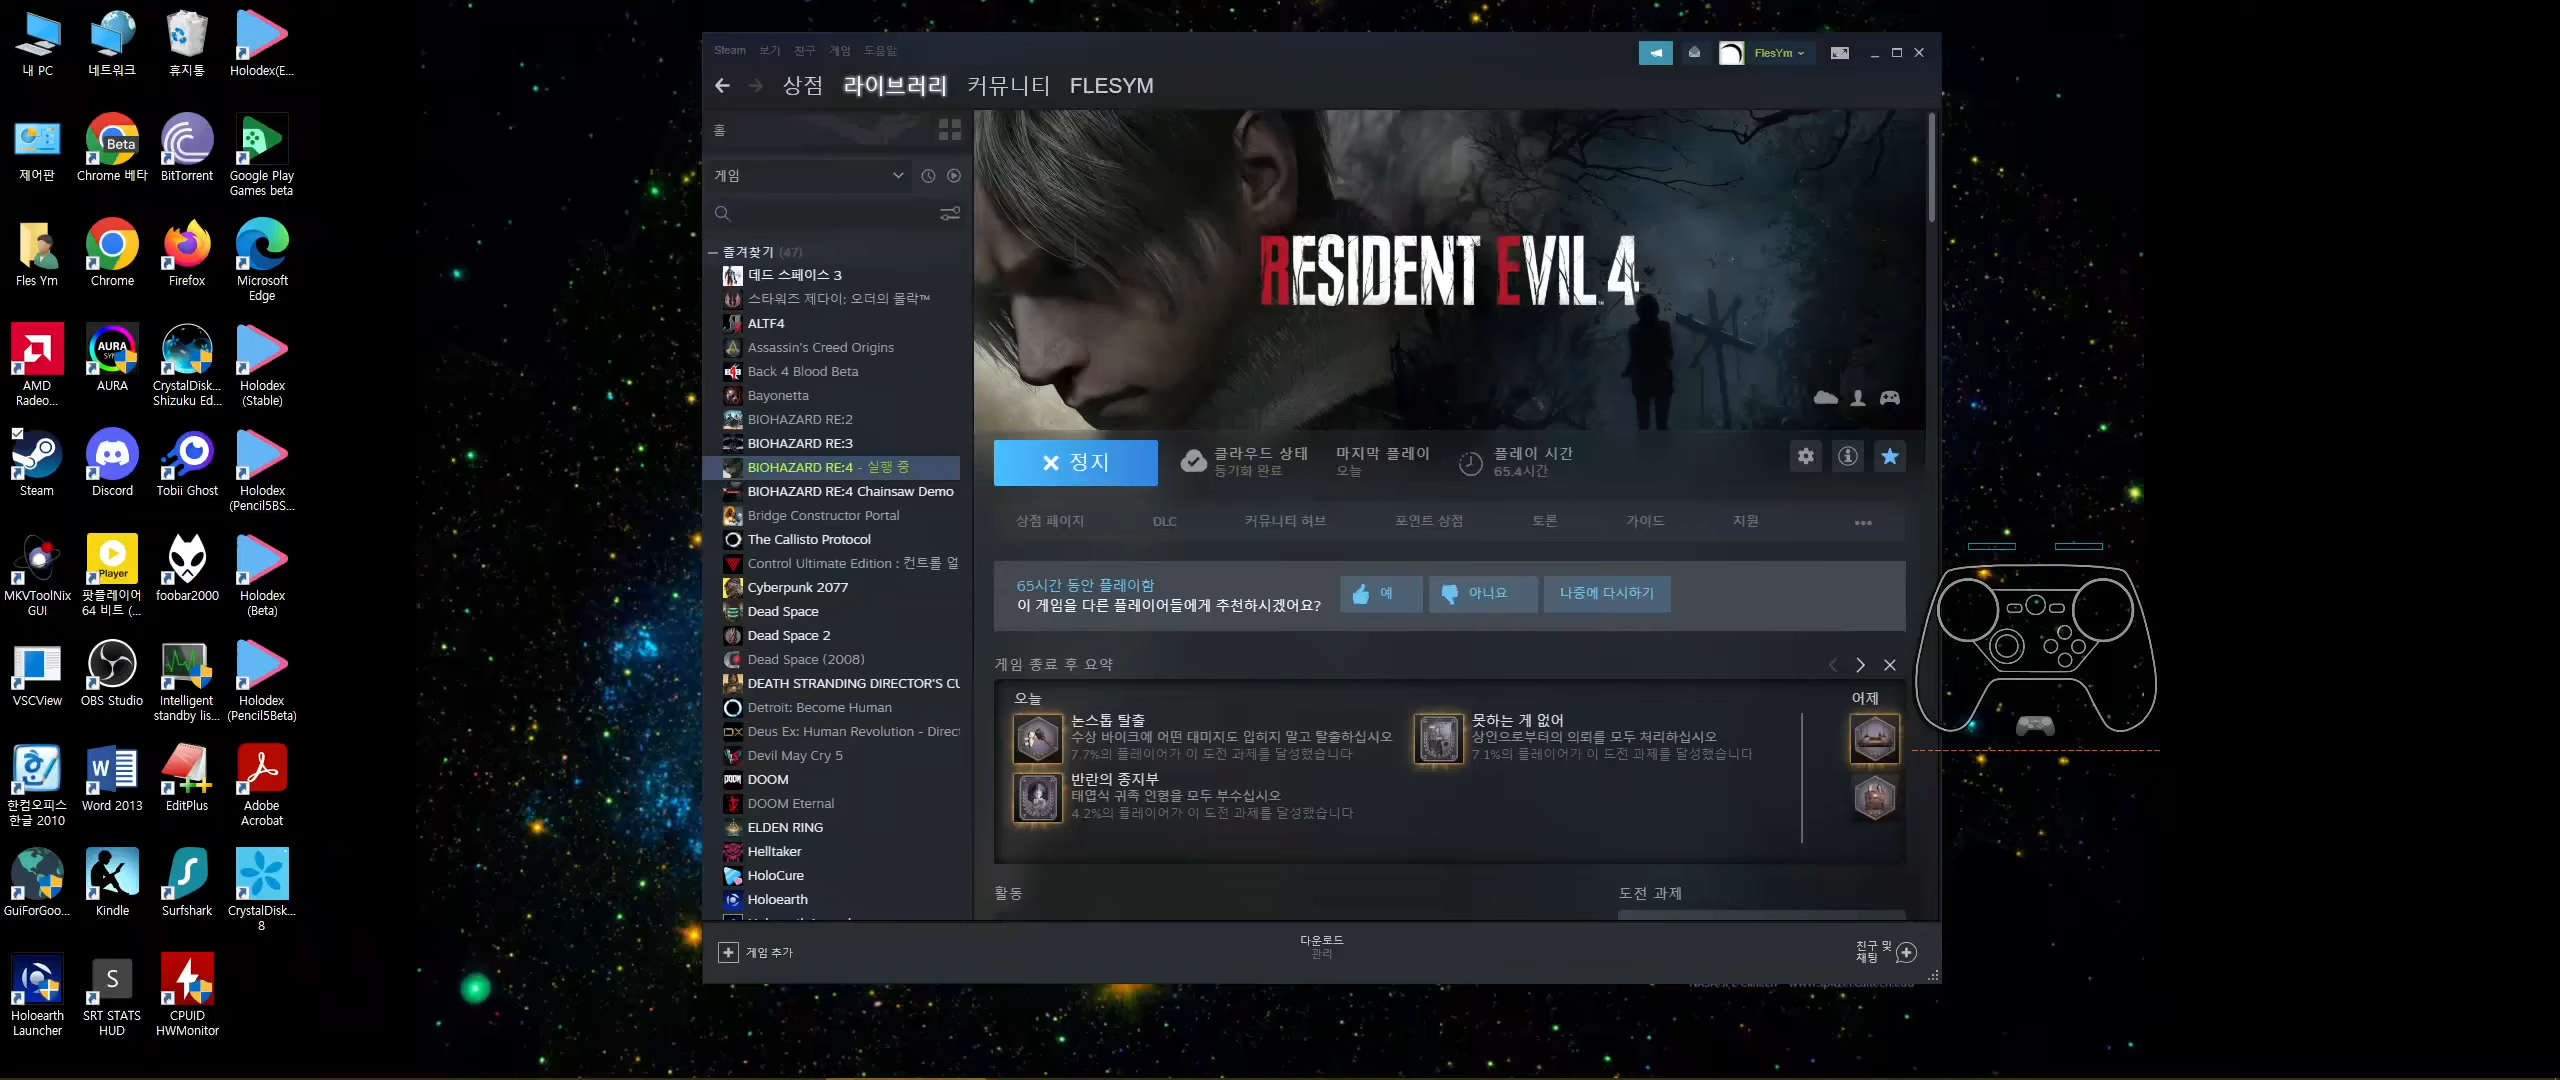 내 PC
네트워크
휴지통
Holodex(E...
제어판
Chrome 베타
Beta
BitTorrent
Google Play
Games beta
Fles Ym
Chrome
Firefox
Microsoft
Edge
AMD
Radeo...
AURA
CrystalDisk...
Shizuku Ed...
Holodex
(Stable)
Steam
Discord
Tobii Ghost
Holodex
(Pencil5BS...
MKVToolNix
GUI
Player
팟플레이어
64 비트 (...
foobar2000
Holodex
(Beta)
VSCView
OBS Studio
Intelligent
standby lis...
Holodex
(Pencil5Beta)
한컴오피스
한글 2010
Word 2013
EditPlus
Adobe
Acrobat
GuiForGoo...
Kindle
Surfshark
CrystalDisk...
8
Holoearth
Launcher
SRT STATS
HUD
CPUID
HWMonitor
Steam 보기 친구 게임 도움말
FlesYm
상점 라이브러리 커뮤니티 FLESYM
홈
게임
즐겨찾기 (47)
데드 스페이스 3
스타워즈 제다이: 오더의 몰락™
ALTF4
Assassin's Creed Origins
Back 4 Blood Beta
Bayonetta
BIOHAZARD RE:2
BIOHAZARD RE:3
BIOHAZARD RE:4 - 실행 중
BIOHAZARD RE:4 Chainsaw Demo
Bridge Constructor Portal
The Callisto Protocol
Control Ultimate Edition : 컨트롤 얼
Cyberpunk 2077
Dead Space
Dead Space 2
Dead Space (2008)
DEATH STRANDING DIRECTOR'S CU
Detroit: Become Human
Deus Ex: Human Revolution - Direct
Devil May Cry 5
DOOM
DOOM Eternal
ELDEN RING
Helltaker
HoloCure
Holoearth
RESIDENT EVIL 4
정지
클라우드 상태
동기화 완료
마지막 플레이
오늘
플레이 시간
65.4시간
상점 페이지 DLC 커뮤니티 허브 포인트 상점 토론 가이드 지원
65시간 동안 플레이함
이 게임을 다른 플레이어들에게 추천하시겠어요?
예
아니요
나중에 다시하기
게임 종료 후 요약
오늘
논스톱 탈출
수상 바이크에 어떤 대미지도 입히지 말고 탈출하십시오
7.7%의 플레이어가 이 도전 과제를 달성했습니다
못하는 게 없어
상인으로부터의 의뢰를 모두 처리하십시오
7.1%의 플레이어가 이 도전 과제를 달성했습니다
반란의 종지부
태엽식 귀족 인형을 모두 부수십시오
4.2%의 플레이어가 이 도전 과제를 달성했습니다
어제
활동
도전 과제
게임 추가
다운로드
관리
친구 및
채팅